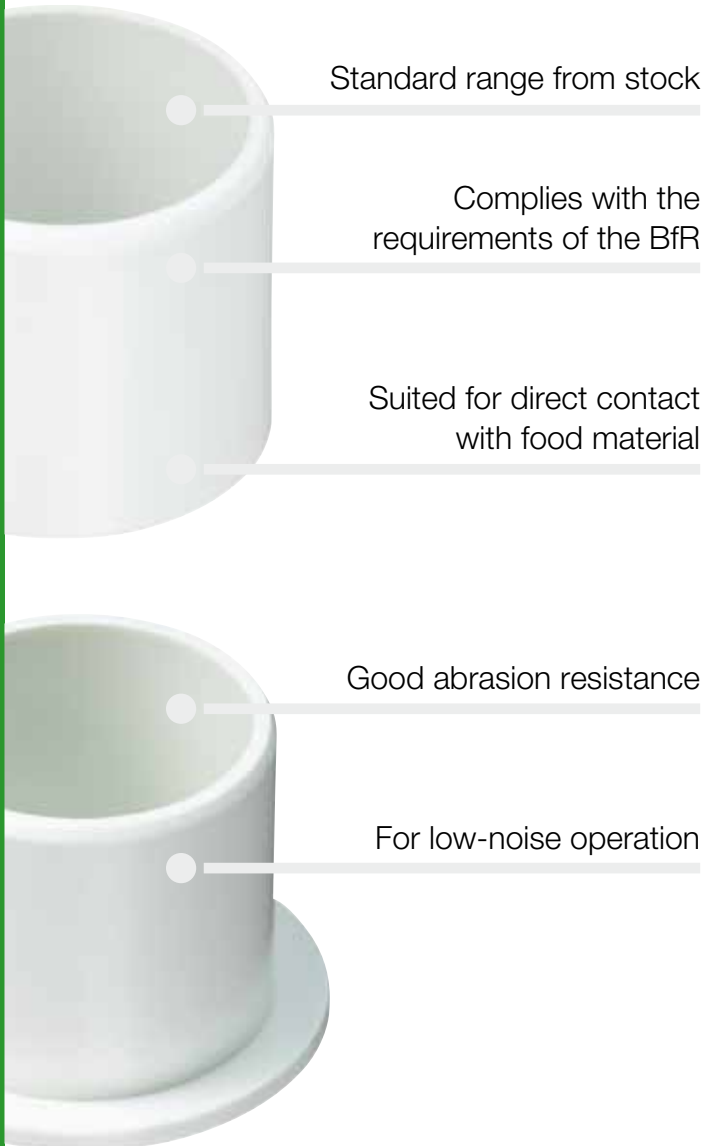 Standard range from stock
Complies with the
requirements of the BfR
Suited for direct contact
with food material
Good abrasion resistance
For low-noise operation